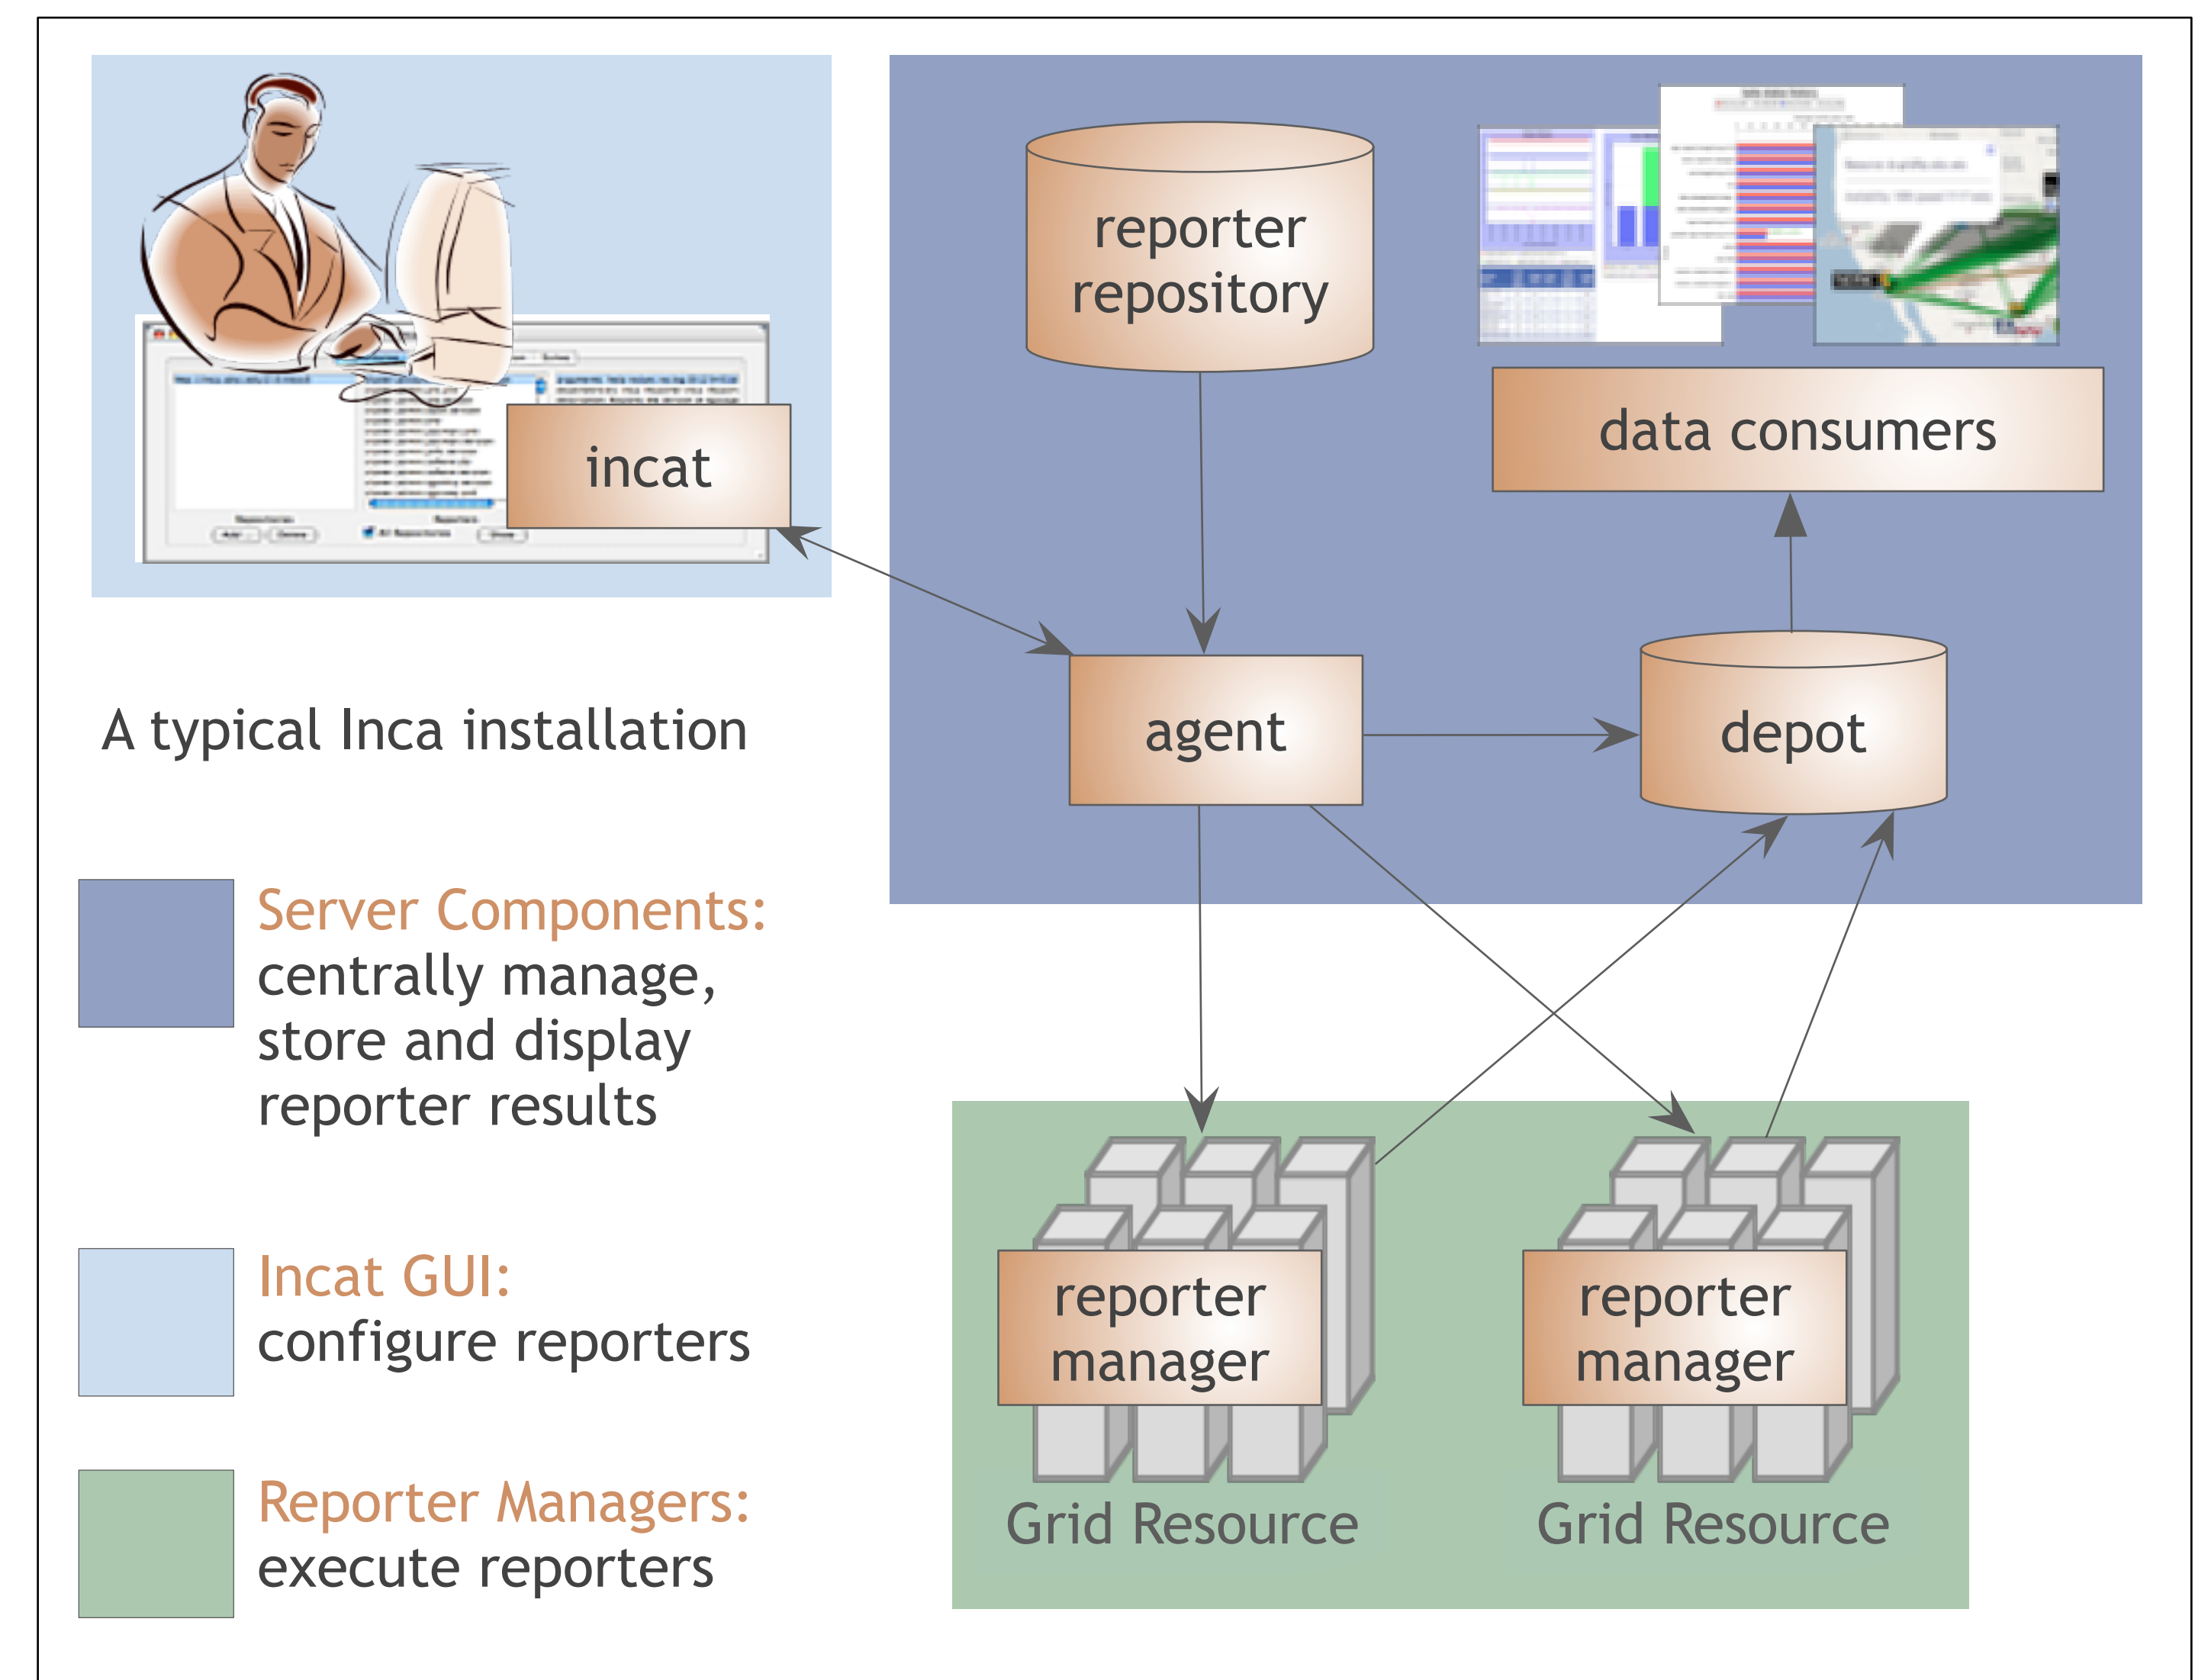 reporter
repository
data consumers
incat
A typical Inca installation
agent
depot
Server Components:
centrally manage,
store and display
reporter results
Incat GUI:
configure reporters
Reporter Managers:
execute reporters
reporter
manager
Grid Resource
reporter
manager
Grid Resource